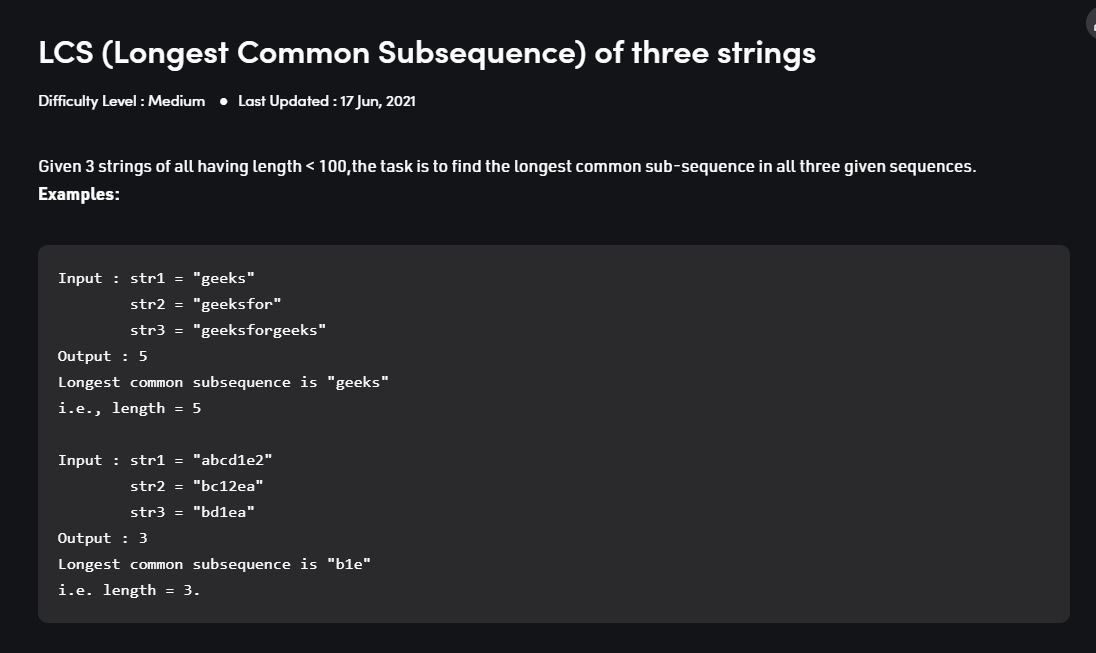 LCS (Longest Common Subsequence) of three strings
Difficulty Level : Medium ● Last Updated : 17 Jun, 2021
Given 3 strings of all having length < 100,the task is to find the longest common sub-sequence in all three given sequences.
Examples:
Input : str1 = "geeks"
str2 = "geeksfor"
str3 = "geeksforgeeks"
Output : 5
Longest common subsequence is "geeks"
i.e., length = 5
Input : str1 = "abcd1e2"
str2 = "bc12ea"
str3 = "bd1ea"
Output : 3
Longest common subsequence is "b1e"
i.e. length = 3.